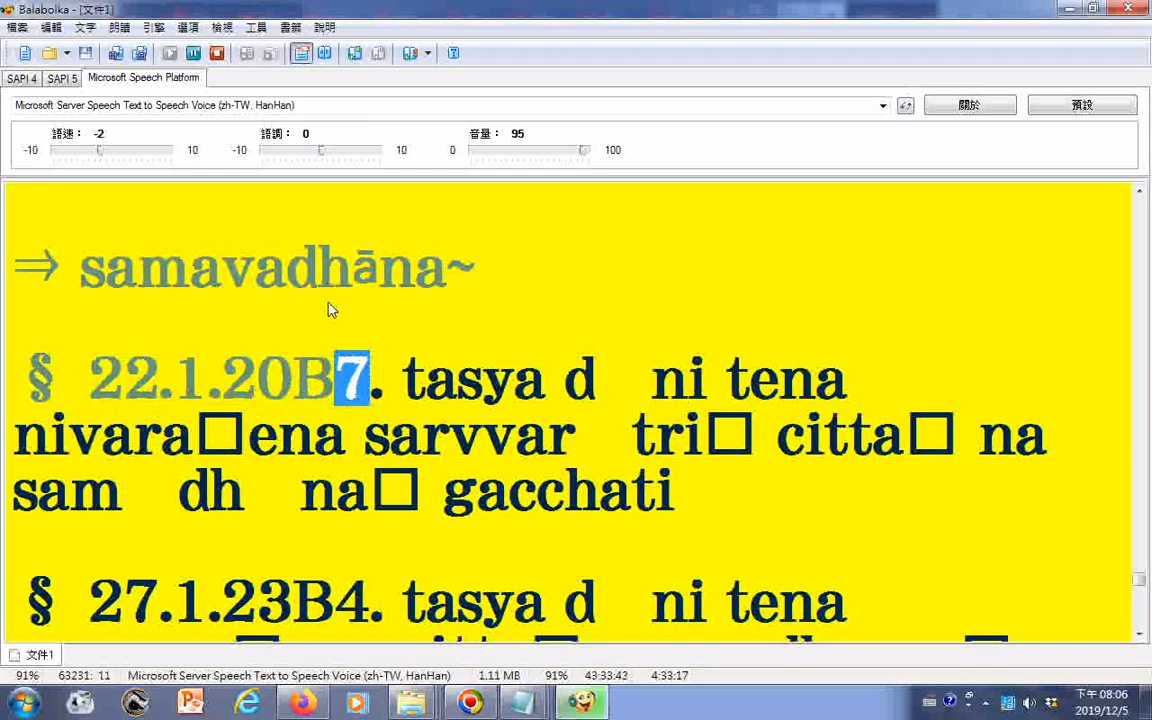 Balabolka - [文件1]
檔案 編輯 文字 朗讀 引擎 選項 檢視 工具 書籤 說明
SAPI 4 SAPI 5 Microsoft Speech Platform
Microsoft Server Speech Text to Speech Voice (zh-TW, HanHan) 關於 預設
語速： -2 語調： 0 音量： 95
-10 10 -10 10 0 100
⇒ samavadhāna~
§ 22.1.20B7. tasya d ni tena
nivara□ena sarvvar tri□ citta□ na
sam dh na□ gacchati
§ 27.1.23B4. tasya d ni tena
文件1
91% 63231: 11 Microsoft Server Speech Text to Speech Voice (zh-TW, HanHan) 1.11 MB 91% 43:33:43 4:33:17
下午 08:06
2019/12/5